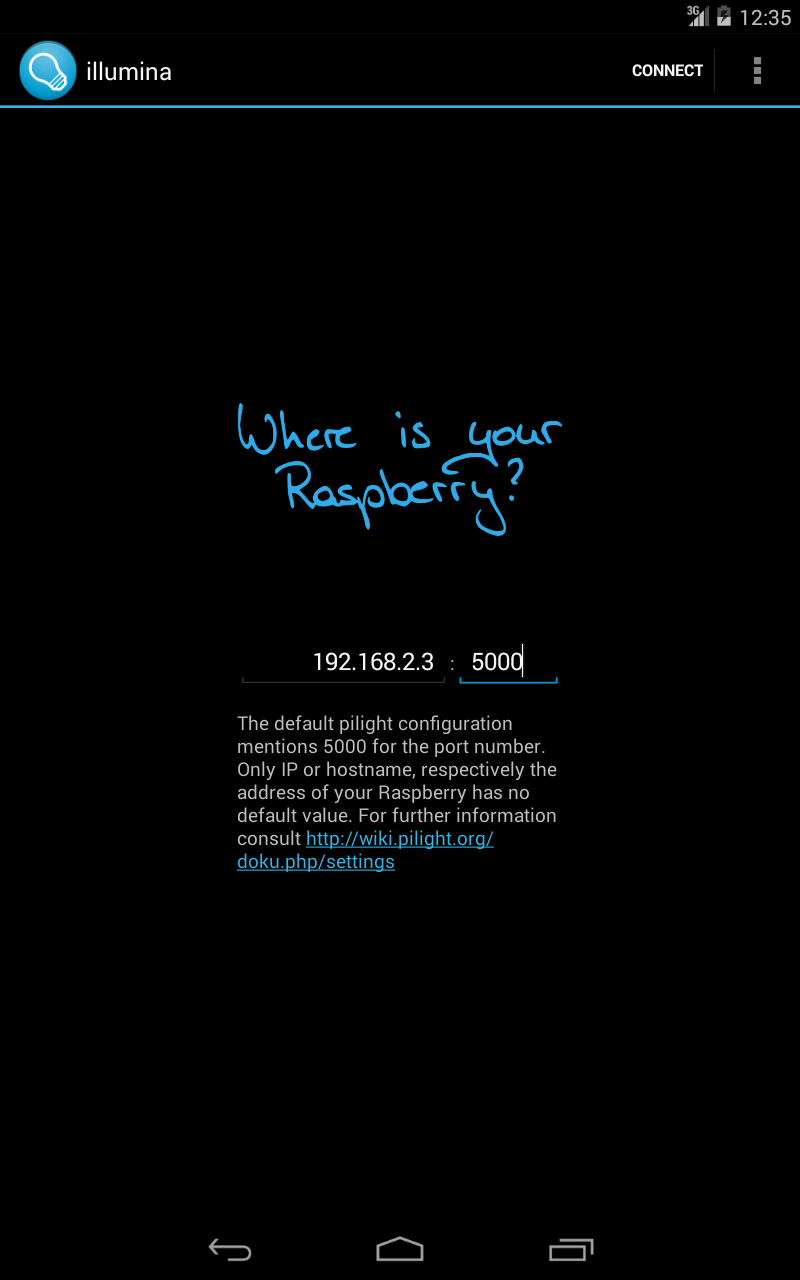 3G 12:35
illumina CONNECT
Where is your
Raspberry?
192.168.2.3 : 5000
The default pilight configuration
mentions 5000 for the port number.
Only IP or hostname, respectively the
address of your Raspberry has no
default value. For further information
consult http://wiki.pilight.org/
doku.php/settings